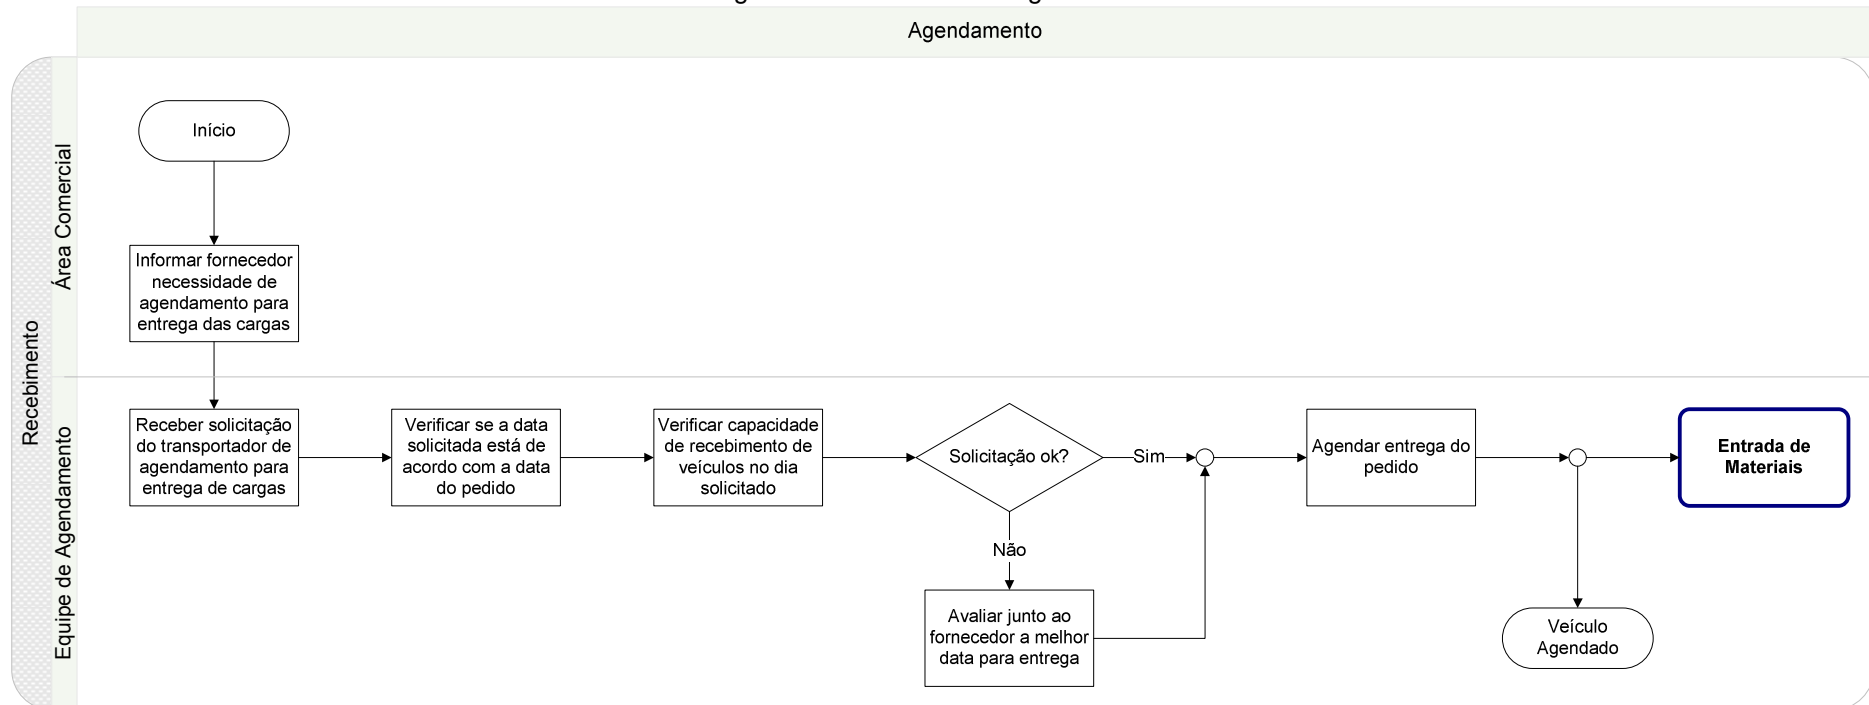 Agendamento
Recebimento
Área Comercial
Início
Informar fornecedor
necessidade de
agendamento para
entrega das cargas
Equipe de Agendamento
Receber solicitação
do transportador de
agendamento para
entrega de cargas
Verificar se a data
solicitada está de
acordo com a data
do pedido
Verificar capacidade
de recebimento de
veículos no dia
solicitado
Solicitação ok?
Sim
Não
Avaliar junto ao
fornecedor a melhor
data para entrega
Agendar entrega do
pedido
Entrada de
Materiais
Veículo
Agendado